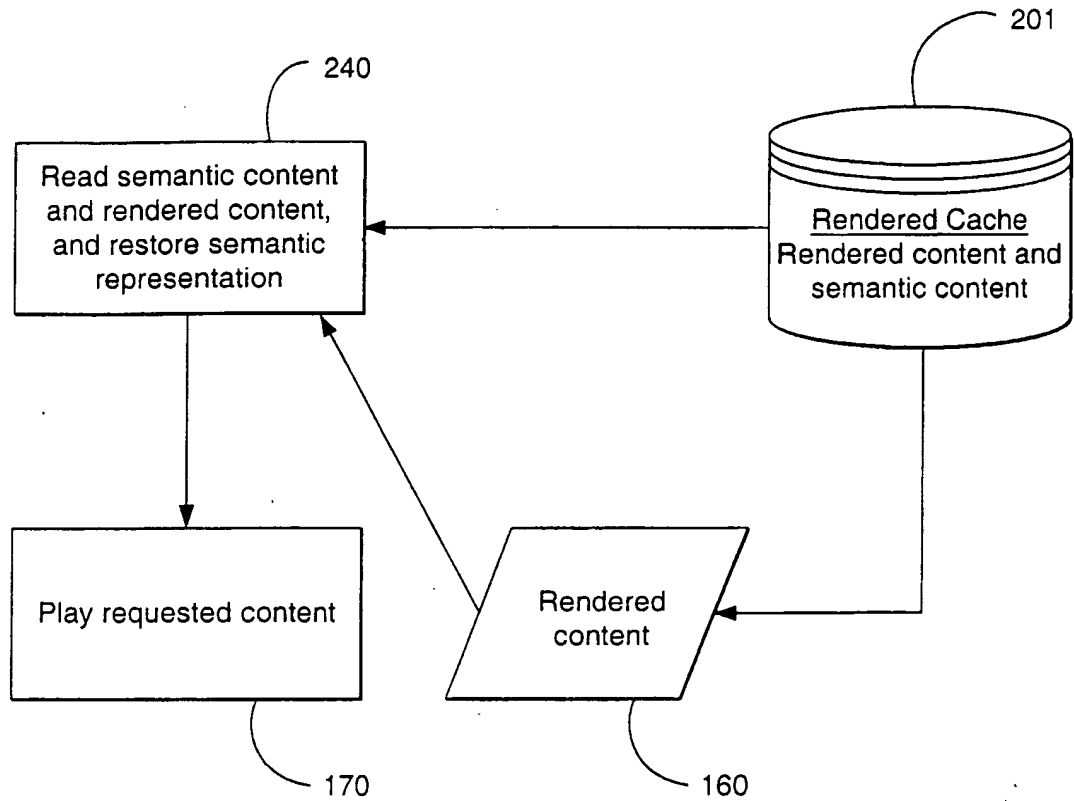 201
240
Read semantic content
and rendered content,
and restore semantic
representation
Rendered Cache
Rendered content and
semantic content
Play requested content
Rendered
content
170
160